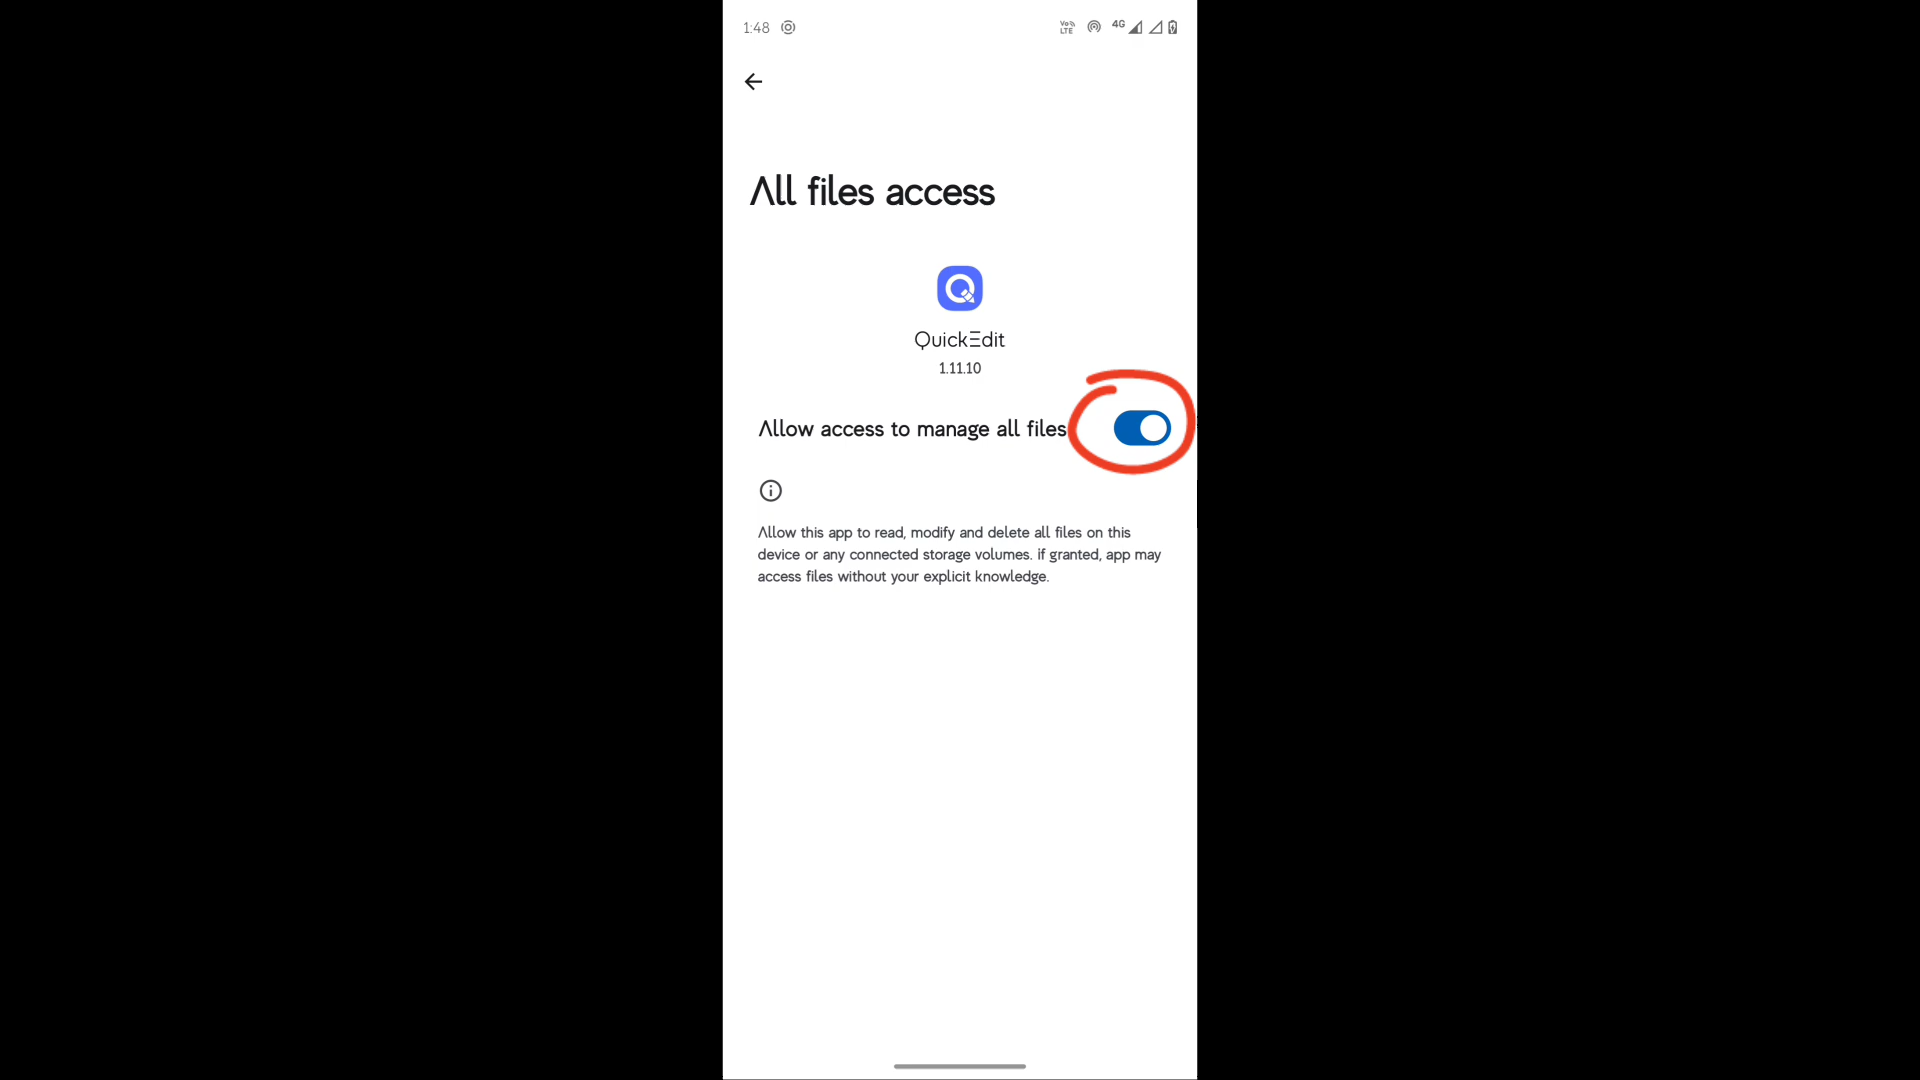 1:48
Vo
LTE
4G
All files access
QuickEdit
1.11.10
Allow access to manage all files
Allow this app to read, modify and delete all files on this
device or any connected storage volumes. if granted, app may
access files without your explicit knowledge.